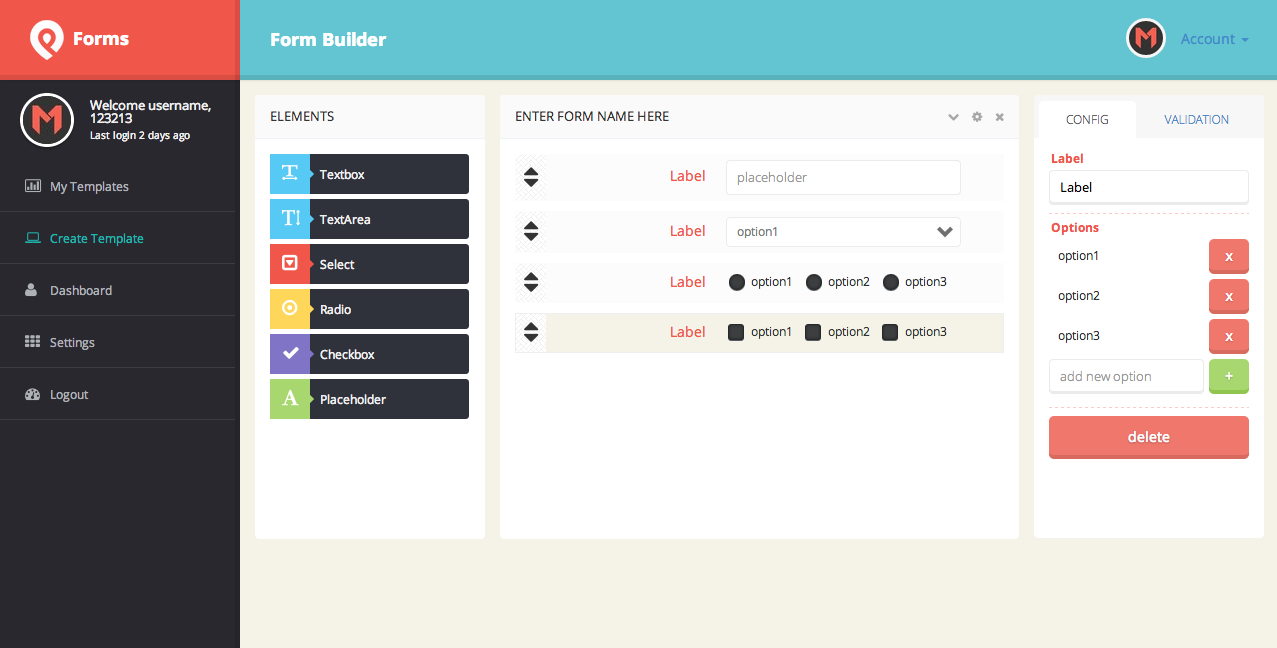 Forms
Form Builder
Account
Welcome username,
123213
Last login 2 days ago
My Templates
Create Template
Dashboard
Settings
Logout
ELEMENTS
Textbox
TextArea
Select
Radio
Checkbox
Placeholder
ENTER FORM NAME HERE
Label placeholder
Label option1
Label option1 option2 option3
Label option1 option2 option3
CONFIG VALIDATION
Label
Label
Options
option1 x
option2 x
option3 x
add new option +
delete